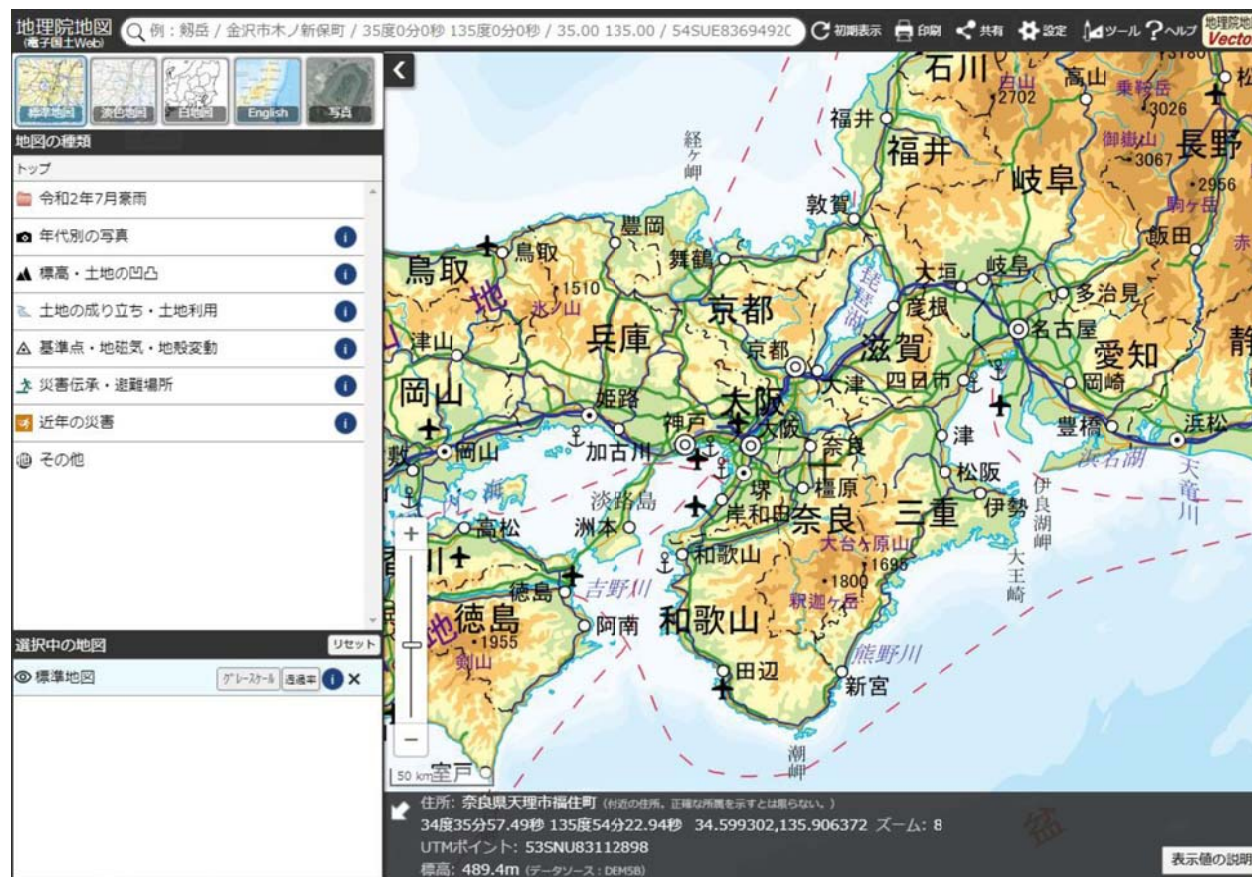 地理院地図
(電子国土Web)
例：剱岳 / 金沢市木ノ新保町 / 35度0分0秒 135度0分0秒 / 35.00 135.00 / 54SUE8369492
初期表示
印刷
共有
設定
ツール
ヘルプ
地理院地
Vecto
標準地図
淡色地図
白地図
English
写真
地図の種類
トップ
令和2年7月豪雨
年代別の写真
標高・土地の凹凸
土地の成り立ち・土地利用
基準点・地磁気・地殻変動
災害伝承・避難場所
近年の災害
その他
選択中の地図
リセット
標準地図
グレースケール
透過率
石川
白山
2702
高山
乗鞍岳
3026
松
福井
福井
御嶽山
3067
長野
経ヶ岬
岐阜
2956
駒ヶ岳
敦賀
飯田
豊岡
鳥取
鳥取
舞鶴
地
1510
氷ノ山
琵琶湖
大垣
岐阜
多治見
赤
京都
彦根
名古屋
兵庫
津山
京都
滋賀
愛知
静
大津
四日市
岡崎
岡山
姫路
大阪
神戸
大阪
豊橋
浜松
加古川
奈良
津
浜名湖
岡山
敷
天竜川
内
海
堺
橿原
松阪
淡路島
岸和田
奈良
三重
伊勢
伊良湖岬
高松
洲本
大台ヶ原山
1695
大王崎
和歌山
川
徳島
吉野川
1800
釈迦ヶ岳
徳島
地
阿南
和歌山
1955
剣山
熊野川
田辺
新宮
潮岬
50 km
室戸
住所: 奈良県天理市福住町 (付近の住所。正確な所属を示すとは限らない。)
34度35分57.49秒 135度54分22.94秒 34.599302,135.906372 ズーム: 8
UTMポイント: 53SNU83112898
標高: 489.4m (データソース：DEM5B)
盆
表示値の説明